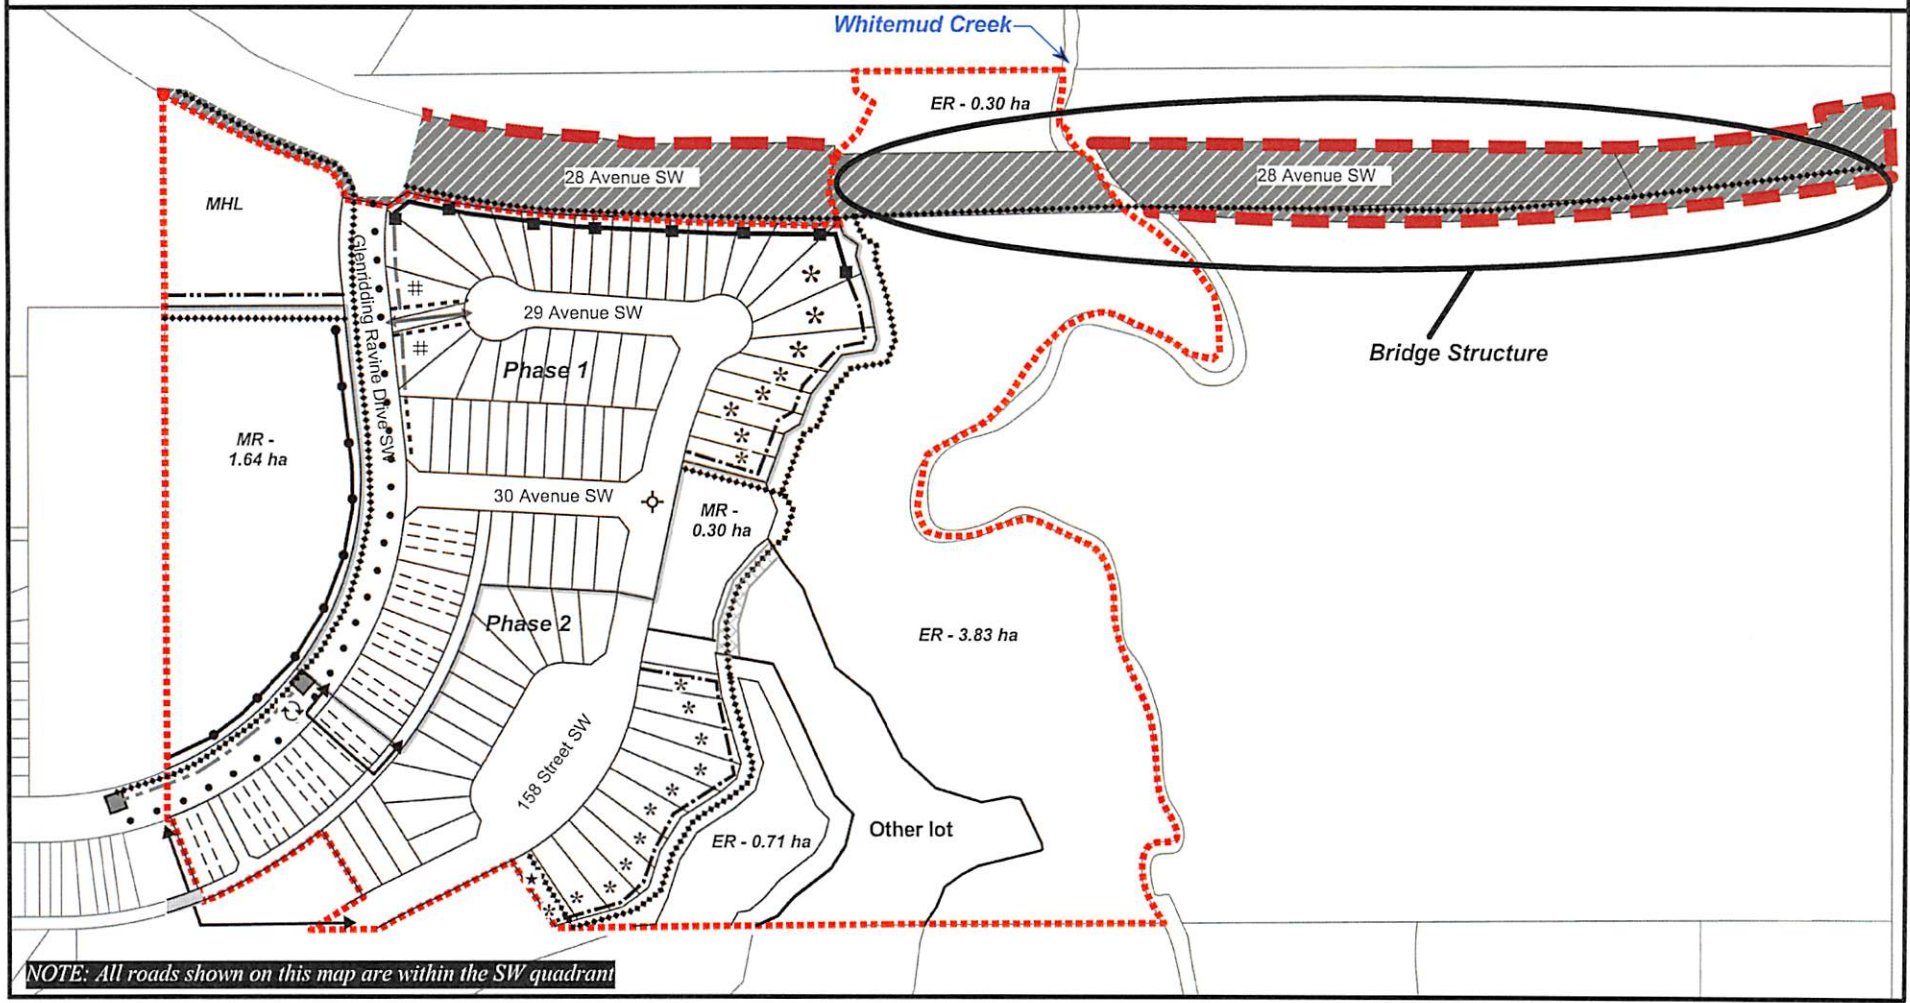 Whitemud Creek
ER - 0.30 ha
28 Avenue SW
28 Avenue SW
MHL
Glenridding Ravine Drive SW
29 Avenue SW
Bridge Structure
Phase 1
MR -
1.64 ha
30 Avenue SW
MR -
0.30 ha
Phase 2
ER - 3.83 ha
158 Street SW
ER - 0.71 ha
Other lot
NOTE: All roads shown on this map are within the SW quadrant